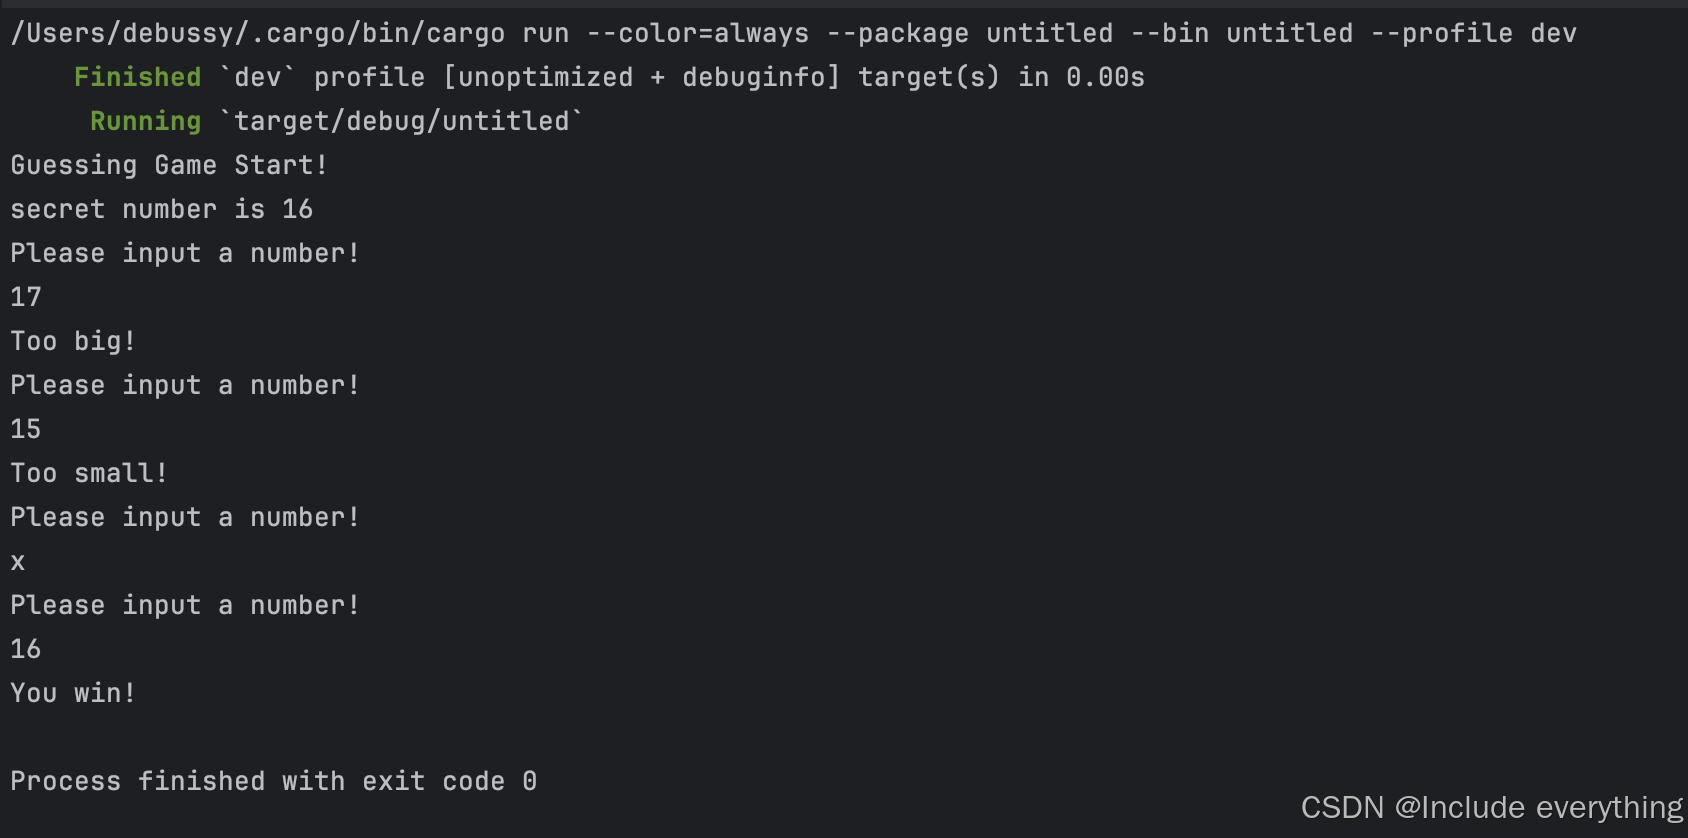 /Users/debussy/.cargo/bin/cargo run --color=always --package untitled --bin untitled --profile dev
Finished `dev` profile [unoptimized + debuginfo] target(s) in 0.00s
Running `target/debug/untitled`
Guessing Game Start!
secret number is 16
Please input a number!
17
Too big!
Please input a number!
15
Too small!
Please input a number!
x
Please input a number!
16
You win!
Process finished with exit code 0
CSDN @Include everything